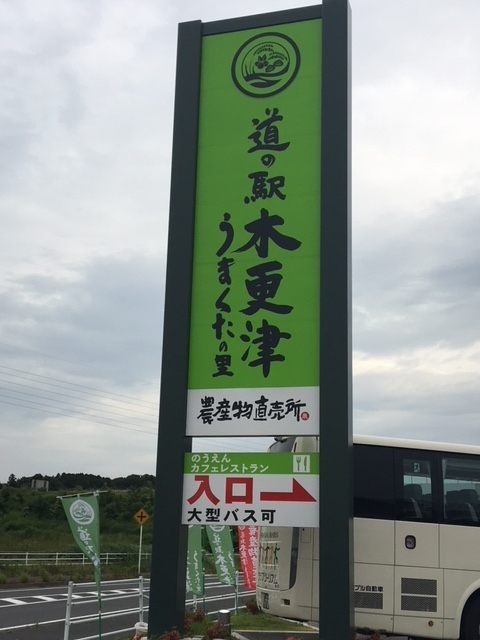 道の駅
木更津
うまくたの里
農産物直売所
のうえん
カフェレストラン
入口
大型バス可